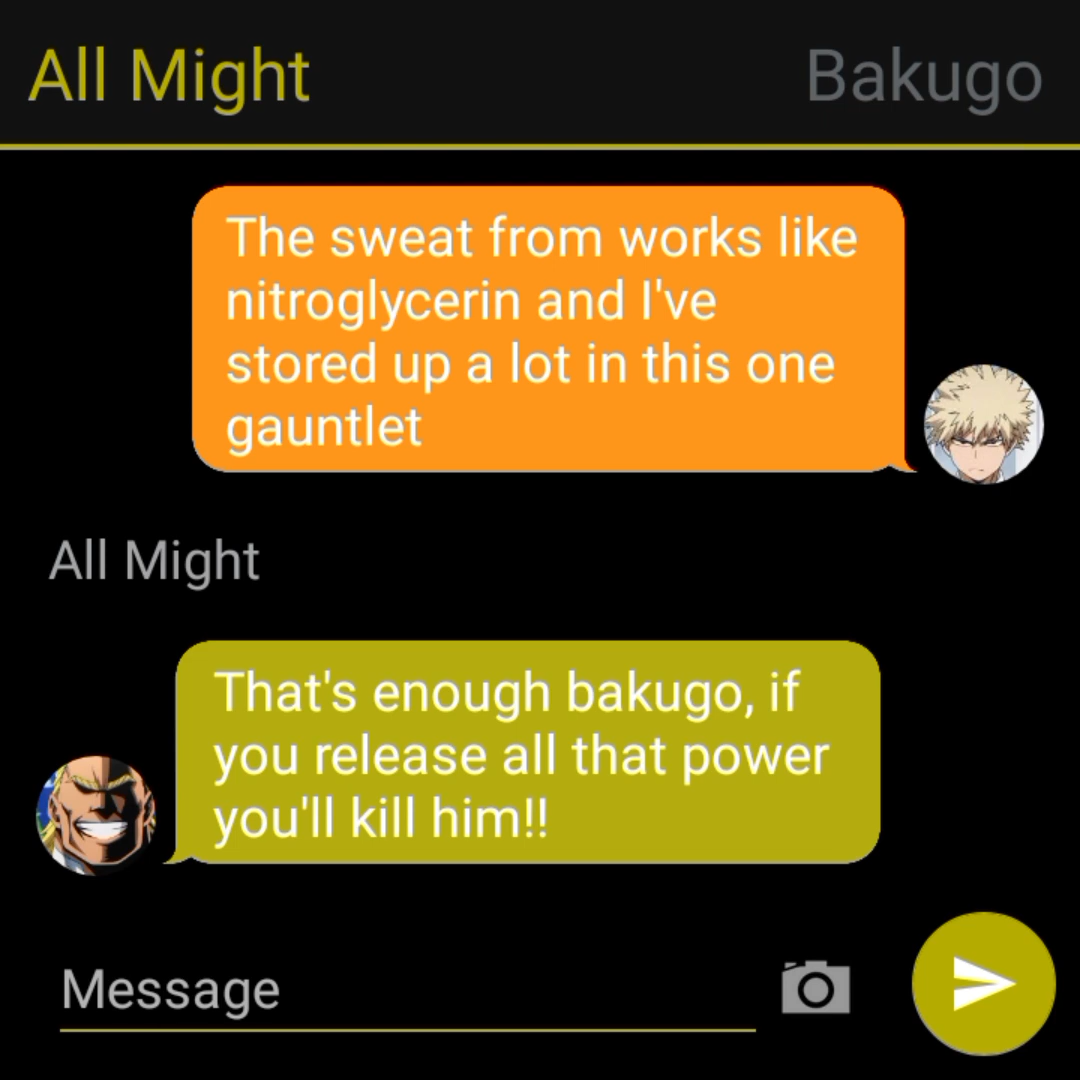 All Might Bakugo
The sweat from works like
nitroglycerin and I've
stored up a lot in this one
gauntlet
All Might
That's enough bakugo, if
you release all that power
you'll kill him!!
Message